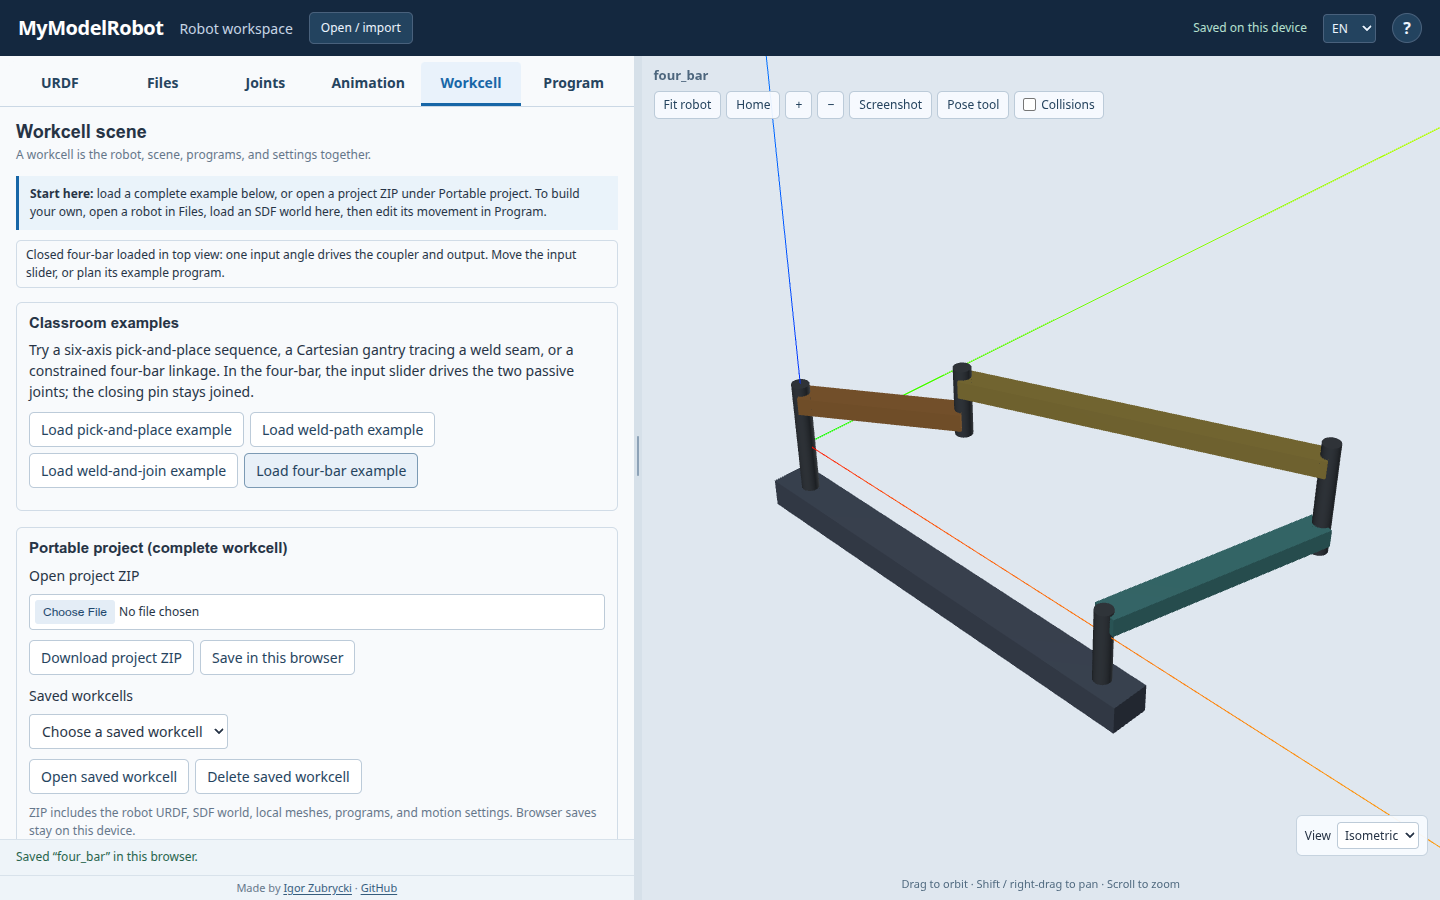 MyModelRobot
Robot workspace
Open / import
Saved on this device
EN
?
URDF
Files
Joints
Animation
Workcell
Program
Workcell scene
A workcell is the robot, scene, programs, and settings together.
Start here: load a complete example below, or open a project ZIP under Portable project. To build
your own, open a robot in Files, load an SDF world here, then edit its movement in Program.
Closed four-bar loaded in top view: one input angle drives the coupler and output. Move the input
slider, or plan its example program.
Classroom examples
Try a six-axis pick-and-place sequence, a Cartesian gantry tracing a weld seam, or a
constrained four-bar linkage. In the four-bar, the input slider drives the two passive
joints; the closing pin stays joined.
Load pick-and-place example
Load weld-path example
Load weld-and-join example
Load four-bar example
Portable project (complete workcell)
Open project ZIP
Choose File No file chosen
Download project ZIP
Save in this browser
Saved workcells
Choose a saved workcell
Open saved workcell
Delete saved workcell
ZIP includes the robot URDF, SDF world, local meshes, programs, and motion settings. Browser saves
stay on this device.
Saved “four_bar” in this browser.
Made by Igor Zubrycki · GitHub
four_bar
Fit robot
Home
+
−
Screenshot
Pose tool
Collisions
View
Isometric
Drag to orbit · Shift / right-drag to pan · Scroll to zoom